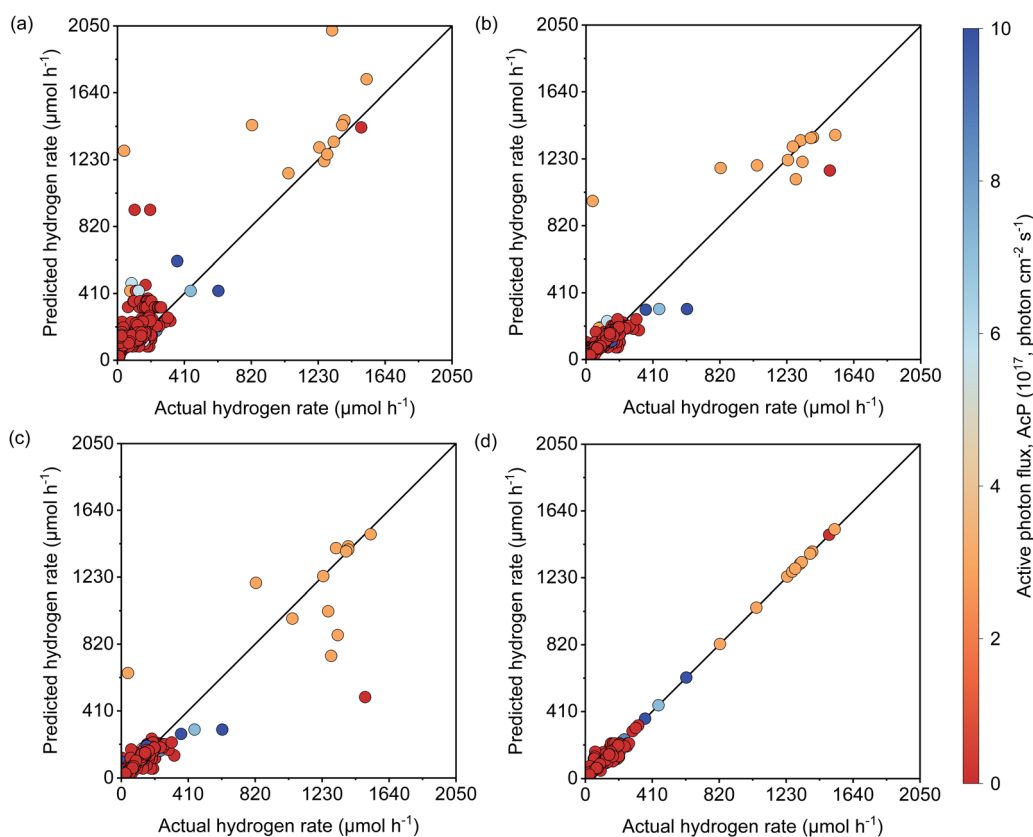 (a)
2050
1640
1230
820
410
0
Predicted hydrogen rate (µmol h⁻¹)
0 410 820 1230 1640 2050
Actual hydrogen rate (µmol h⁻¹)
(b)
2050
1640
1230
820
410
0
Predicted hydrogen rate (µmol h⁻¹)
0 410 820 1230 1640 2050
Actual hydrogen rate (µmol h⁻¹)
(c)
2050
1640
1230
820
410
0
Predicted hydrogen rate (µmol h⁻¹)
0 410 820 1230 1640 2050
Actual hydrogen rate (µmol h⁻¹)
(d)
2050
1640
1230
820
410
0
Predicted hydrogen rate (µmol h⁻¹)
0 410 820 1230 1640 2050
Actual hydrogen rate (µmol h⁻¹)
10
8
6
4
2
0
Active photon flux, AcP (10¹⁷, photon cm⁻² s⁻¹)